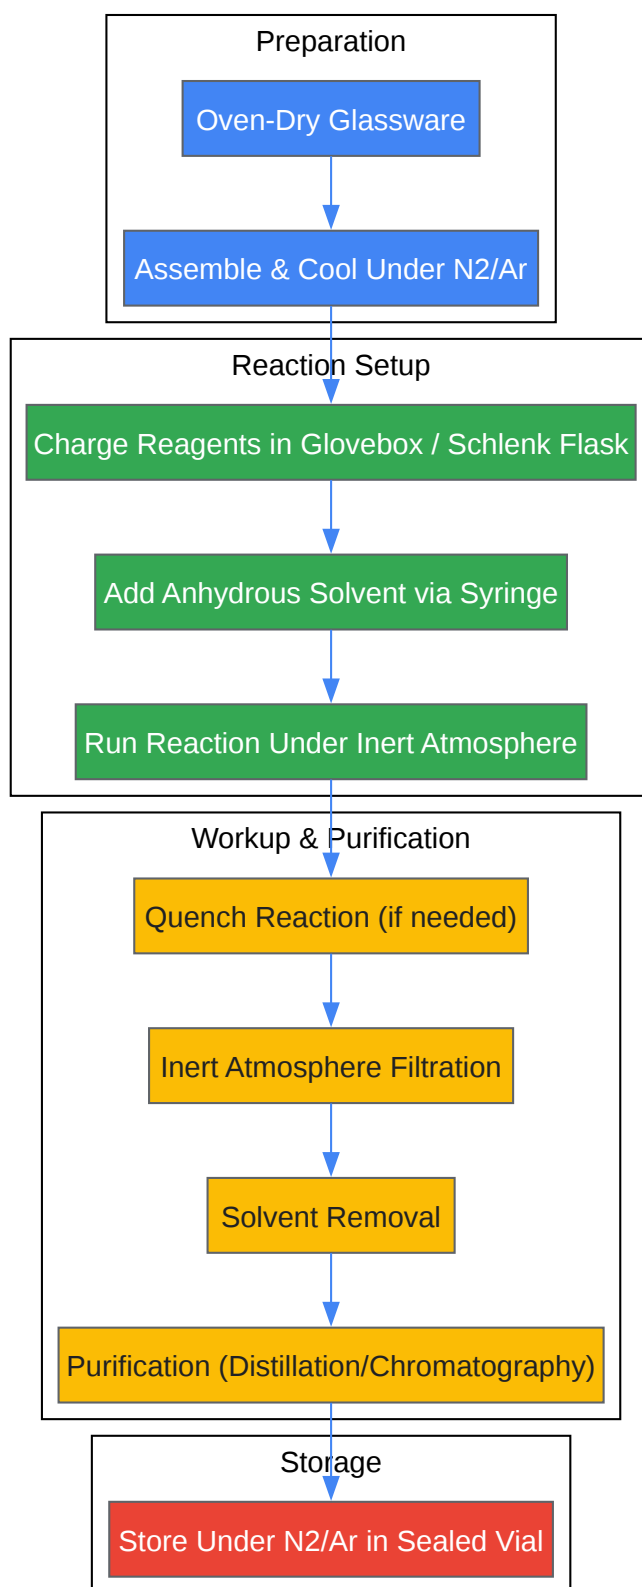 Preparation
Oven-Dry Glassware
Assemble & Cool Under N2/Ar
Reaction Setup
Charge Reagents in Glovebox / Schlenk Flask
Add Anhydrous Solvent via Syringe
Run Reaction Under Inert Atmosphere
Workup & Purification
Quench Reaction (if needed)
Inert Atmosphere Filtration
Solvent Removal
Purification (Distillation/Chromatography)
Storage
Store Under N2/Ar in Sealed Vial